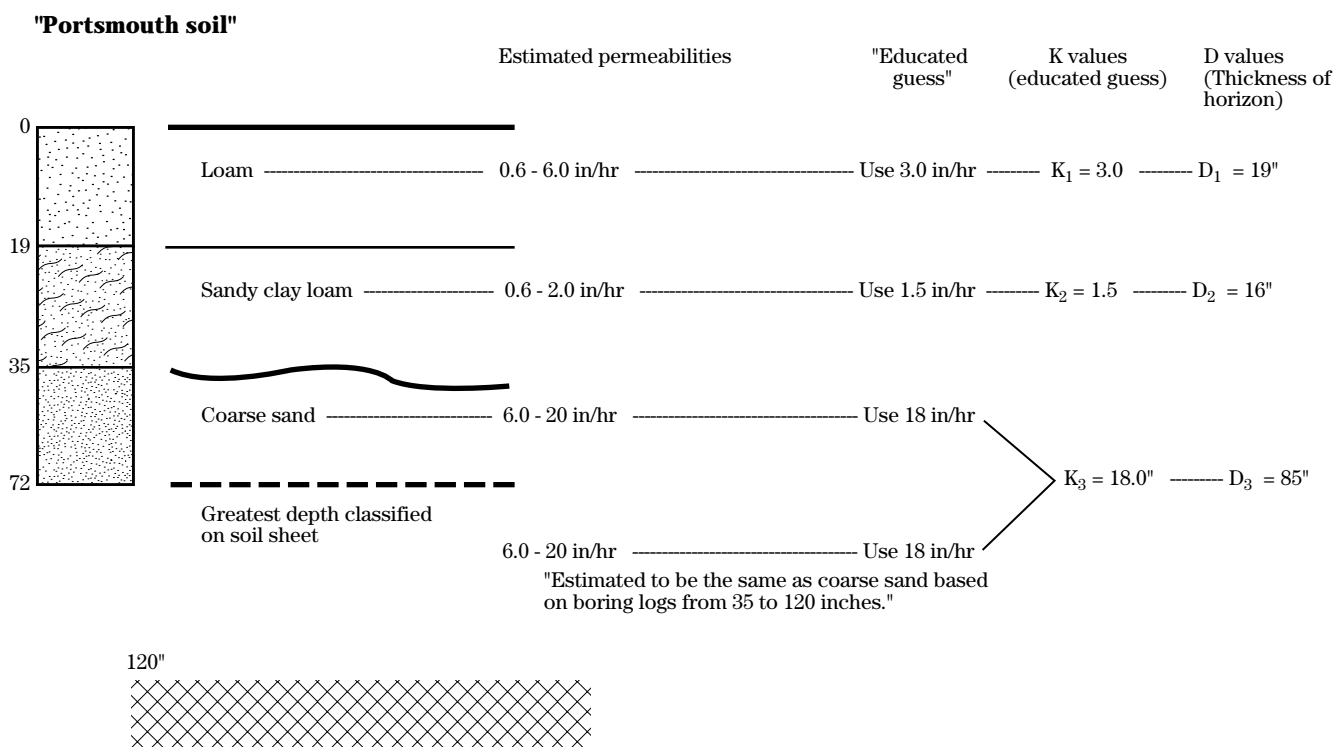 "Portsmouth soil"
Estimated permeabilities
"Educated
guess"
K values
(educated guess)
D values
(Thickness of
horizon)
0
Loam 0.6 - 6.0 in/hr Use 3.0 in/hr K1 = 3.0 D1 = 19"
19
Sandy clay loam 0.6 - 2.0 in/hr Use 1.5 in/hr K2 = 1.5 D2 = 16"
35
Coarse sand 6.0 - 20 in/hr Use 18 in/hr
K3 = 18.0" D3 = 85"
72
Greatest depth classified
on soil sheet
6.0 - 20 in/hr Use 18 in/hr
"Estimated to be the same as coarse sand based
on boring logs from 35 to 120 inches."
120"